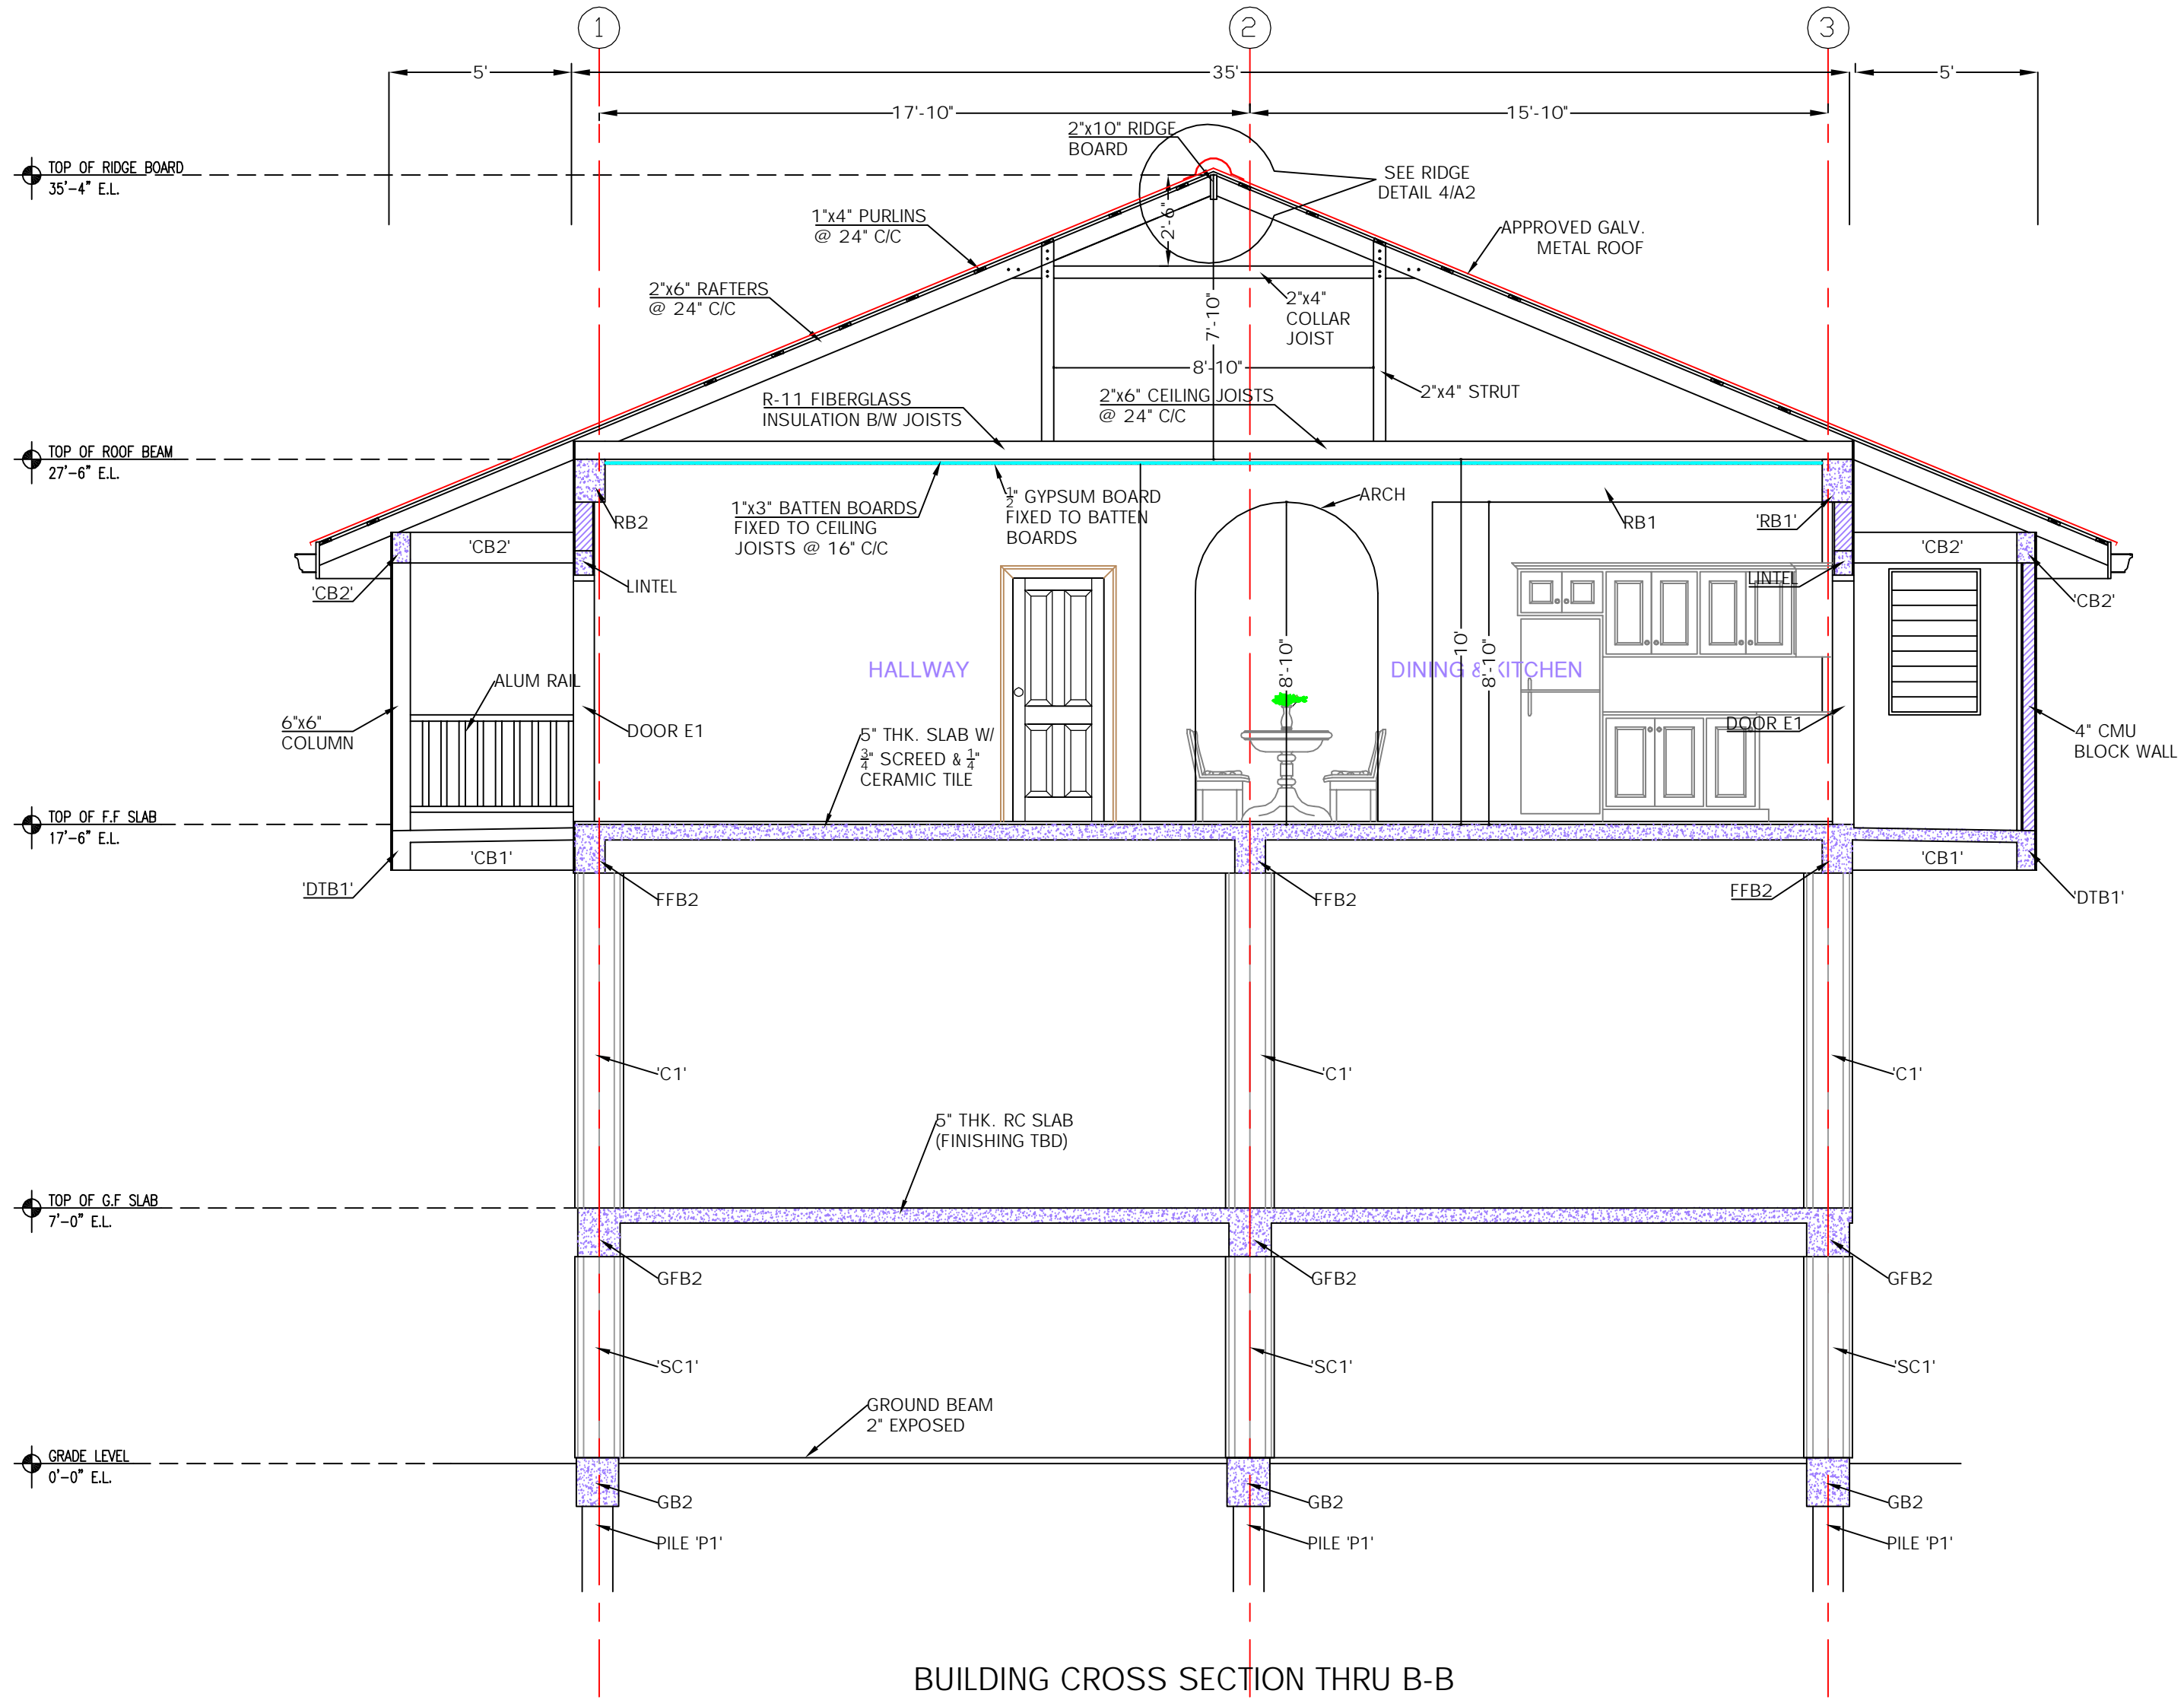 1
2
3
5'
35'
5'
17'-10"
15'-10"
2"x10" RIDGE
BOARD
SEE RIDGE
DETAIL 4/A2
TOP OF RIDGE BOARD
35'-4" E.L.
2'-6"
1"x4" PURLINS
@ 24" C/C
APPROVED GALV.
METAL ROOF
2"x6" RAFTERS
@ 24" C/C
7'-10"
2"x4"
COLLAR
JOIST
8'-10"
R-11 FIBERGLASS
INSULATION B/W JOISTS
2"x6" CEILING JOISTS
@ 24" C/C
2"x4" STRUT
TOP OF ROOF BEAM
27'-6" E.L.
1"x3" BATTEN BOARDS
FIXED TO CEILING
JOISTS @ 16" C/C
1/2" GYPSUM BOARD
FIXED TO BATTEN
BOARDS
ARCH
RB2
RB1
'RB1'
'CB2'
'CB2'
'CB2'
LINTEL
LINTEL
'CB2'
HALLWAY
8'-10"
DINING & KITCHEN
10'
8'-10"
ALUM RAIL
6"x6"
COLUMN
DOOR E1
5" THK. SLAB W/
3/4" SCREED & 1/4"
CERAMIC TILE
DOOR E1
4" CMU
BLOCK WALL
TOP OF F.F SLAB
17'-6" E.L.
'CB1'
'CB1'
'DTB1'
FFB2
FFB2
FFB2
'DTB1'
'C1'
'C1'
'C1'
5" THK. RC SLAB
(FINISHING TBD)
TOP OF G.F SLAB
7'-0" E.L.
GFB2
GFB2
GFB2
'SC1'
'SC1'
'SC1'
GROUND BEAM
2" EXPOSED
GRADE LEVEL
0'-0" E.L.
GB2
GB2
GB2
PILE 'P1'
PILE 'P1'
PILE 'P1'
BUILDING CROSS SECTION THRU B-B